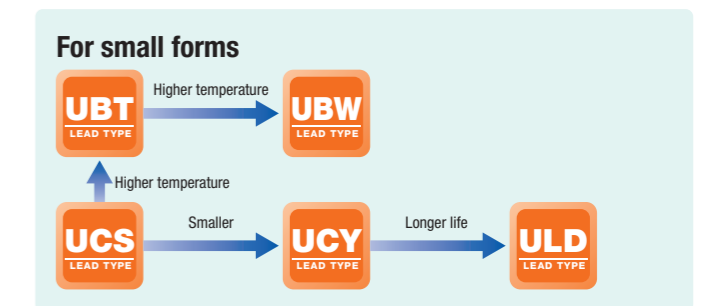 For small forms
UBT
LEAD TYPE
Higher temperature
UBW
LEAD TYPE
Higher temperature
UCS
LEAD TYPE
Smaller
UCY
LEAD TYPE
Longer life
ULD
LEAD TYPE